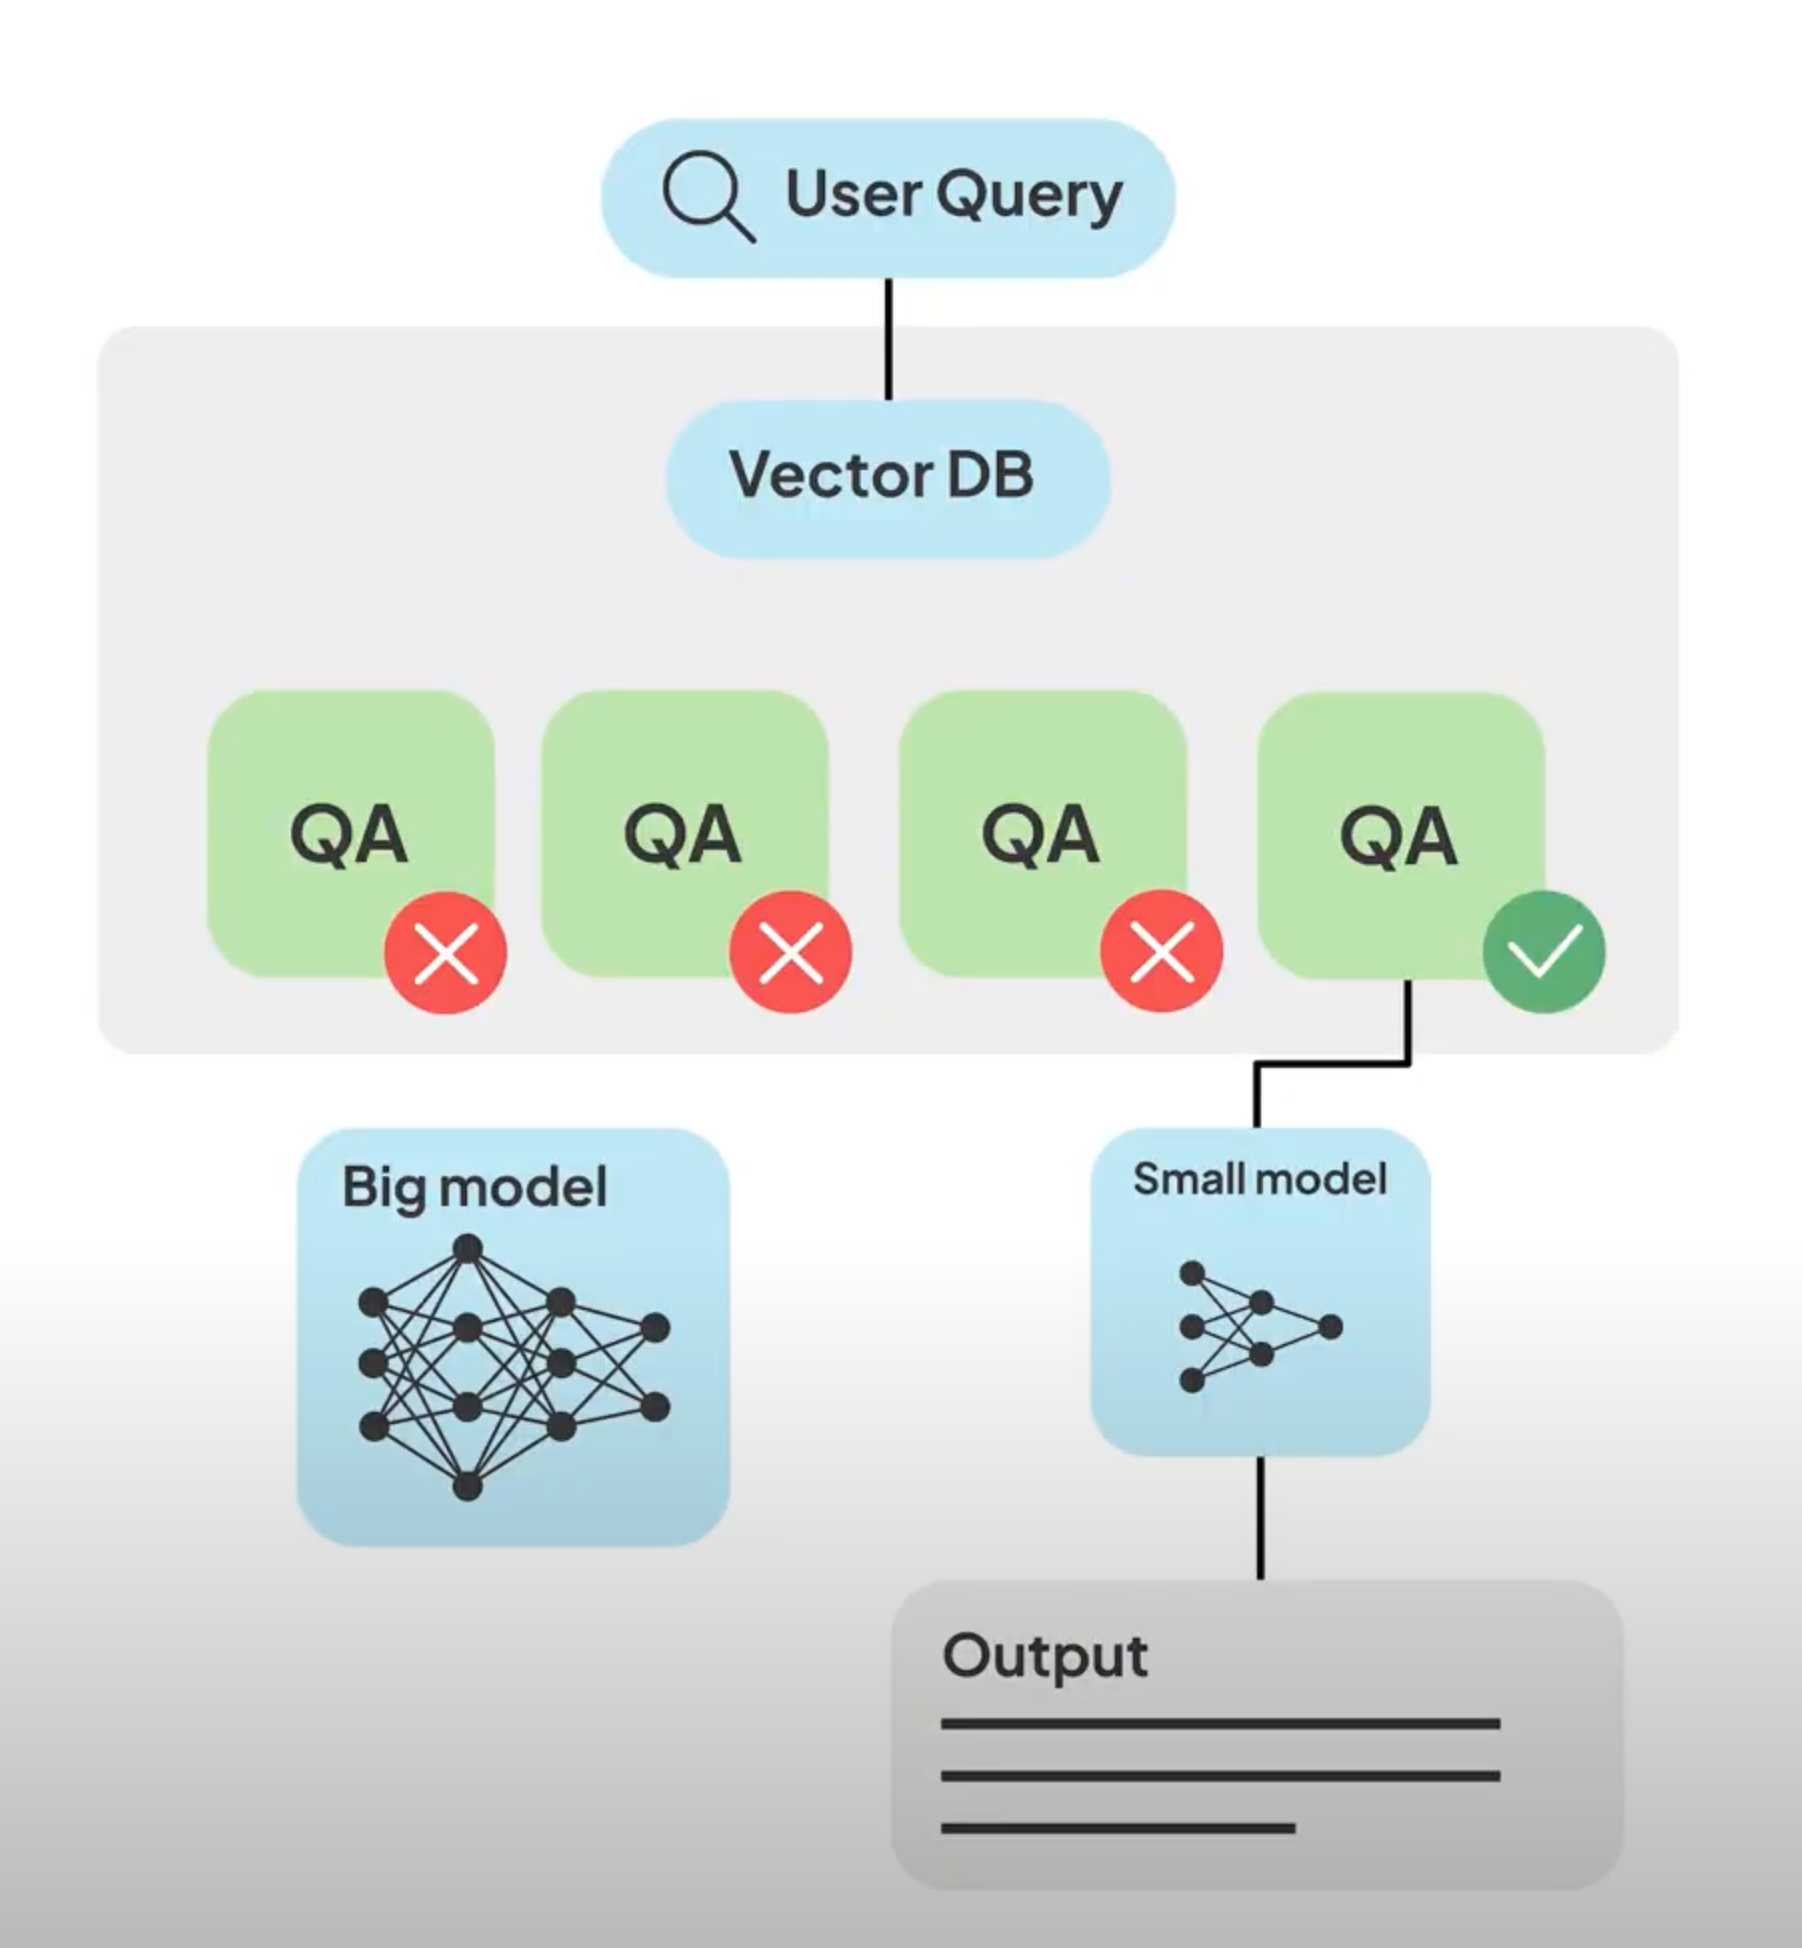 User Query
Vector DB
QA
QA
QA
QA
Big model
Small model
Output